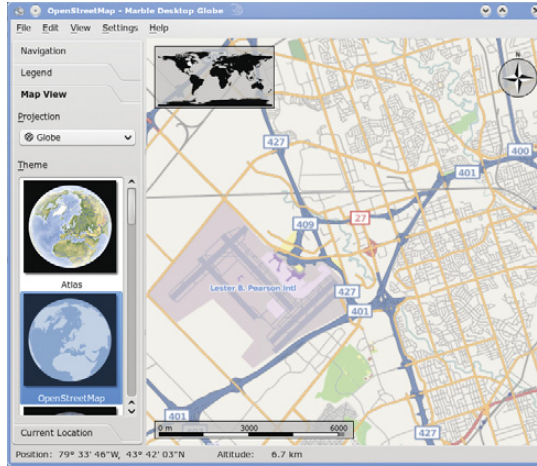 OpenStreetMap - Marble Desktop Globe
File Edit View Settings Help
Navigation
Legend
Map View
Projection
Globe
Theme
Atlas
OpenStreetMap
Current Location
N
427
401
400
27
409
Lester B. Pearson Intl
427
401
401
0 m 3000 6000
Position: 79° 33' 46"W, 43° 42' 03"N Altitude: 6.7 km